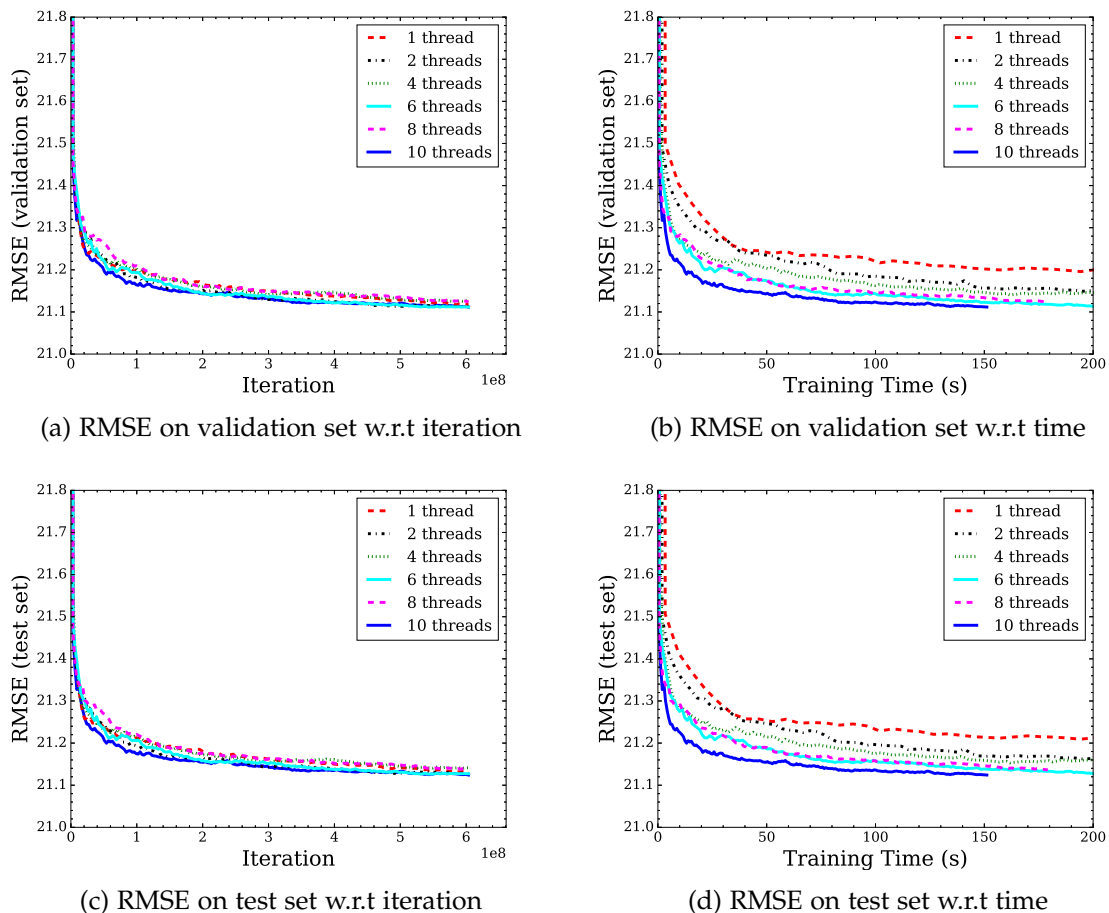 21.8
21.7
21.6
21.5
21.4
21.3
21.2
21.1
21.0
RMSE (validation set)
1 thread
2 threads
4 threads
6 threads
8 threads
10 threads
0 1 2 3 4 5 6
1e8
Iteration
(a) RMSE on validation set w.r.t iteration
21.8
21.7
21.6
21.5
21.4
21.3
21.2
21.1
21.0
RMSE (validation set)
1 thread
2 threads
4 threads
6 threads
8 threads
10 threads
0 50 100 150 200
Training Time (s)
(b) RMSE on validation set w.r.t time
21.8
21.7
21.6
21.5
21.4
21.3
21.2
21.1
21.0
RMSE (test set)
1 thread
2 threads
4 threads
6 threads
8 threads
10 threads
0 1 2 3 4 5 6
1e8
Iteration
(c) RMSE on test set w.r.t iteration
21.8
21.7
21.6
21.5
21.4
21.3
21.2
21.1
21.0
RMSE (test set)
1 thread
2 threads
4 threads
6 threads
8 threads
10 threads
0 50 100 150 200
Training Time (s)
(d) RMSE on test set w.r.t time